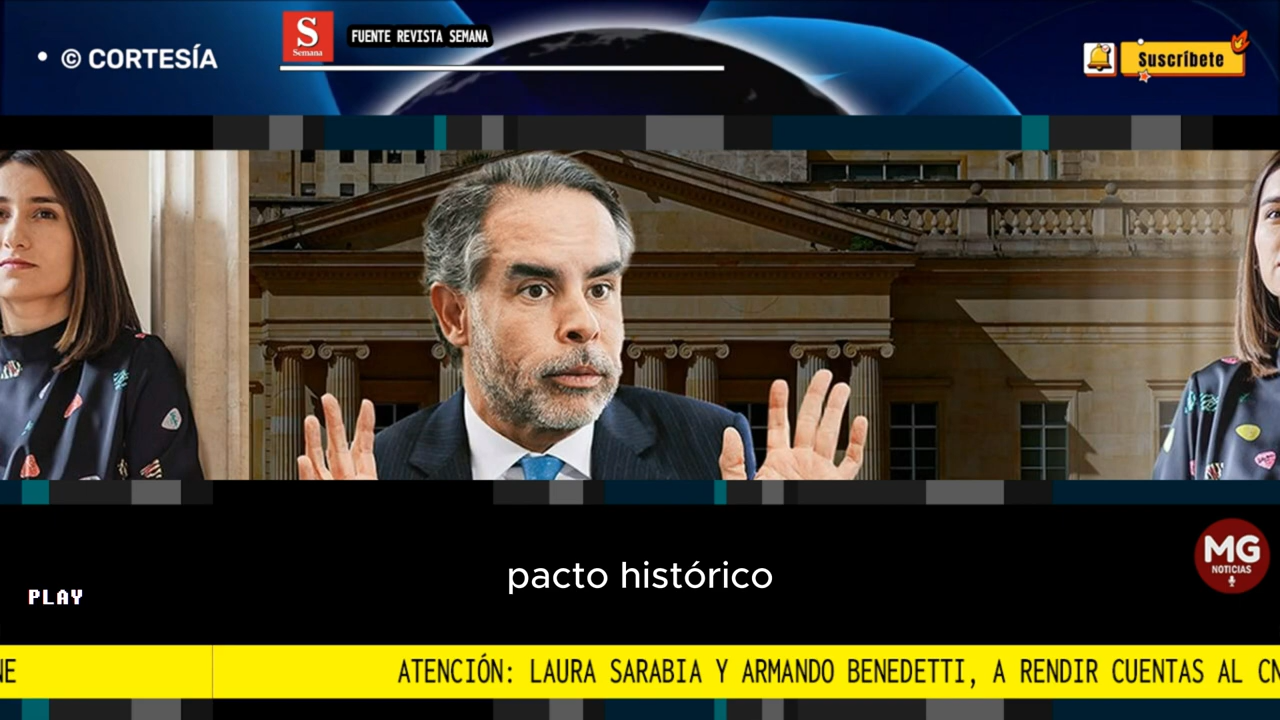 • © CORTESÍA
S
Semana
FUENTE REVISTA SEMANA
Suscríbete
pacto histórico
MG
NOTICIAS
PLAY
NE
ATENCIÓN: LAURA SARABIA Y ARMANDO BENEDETTI, A RENDIR CUENTAS AL CN